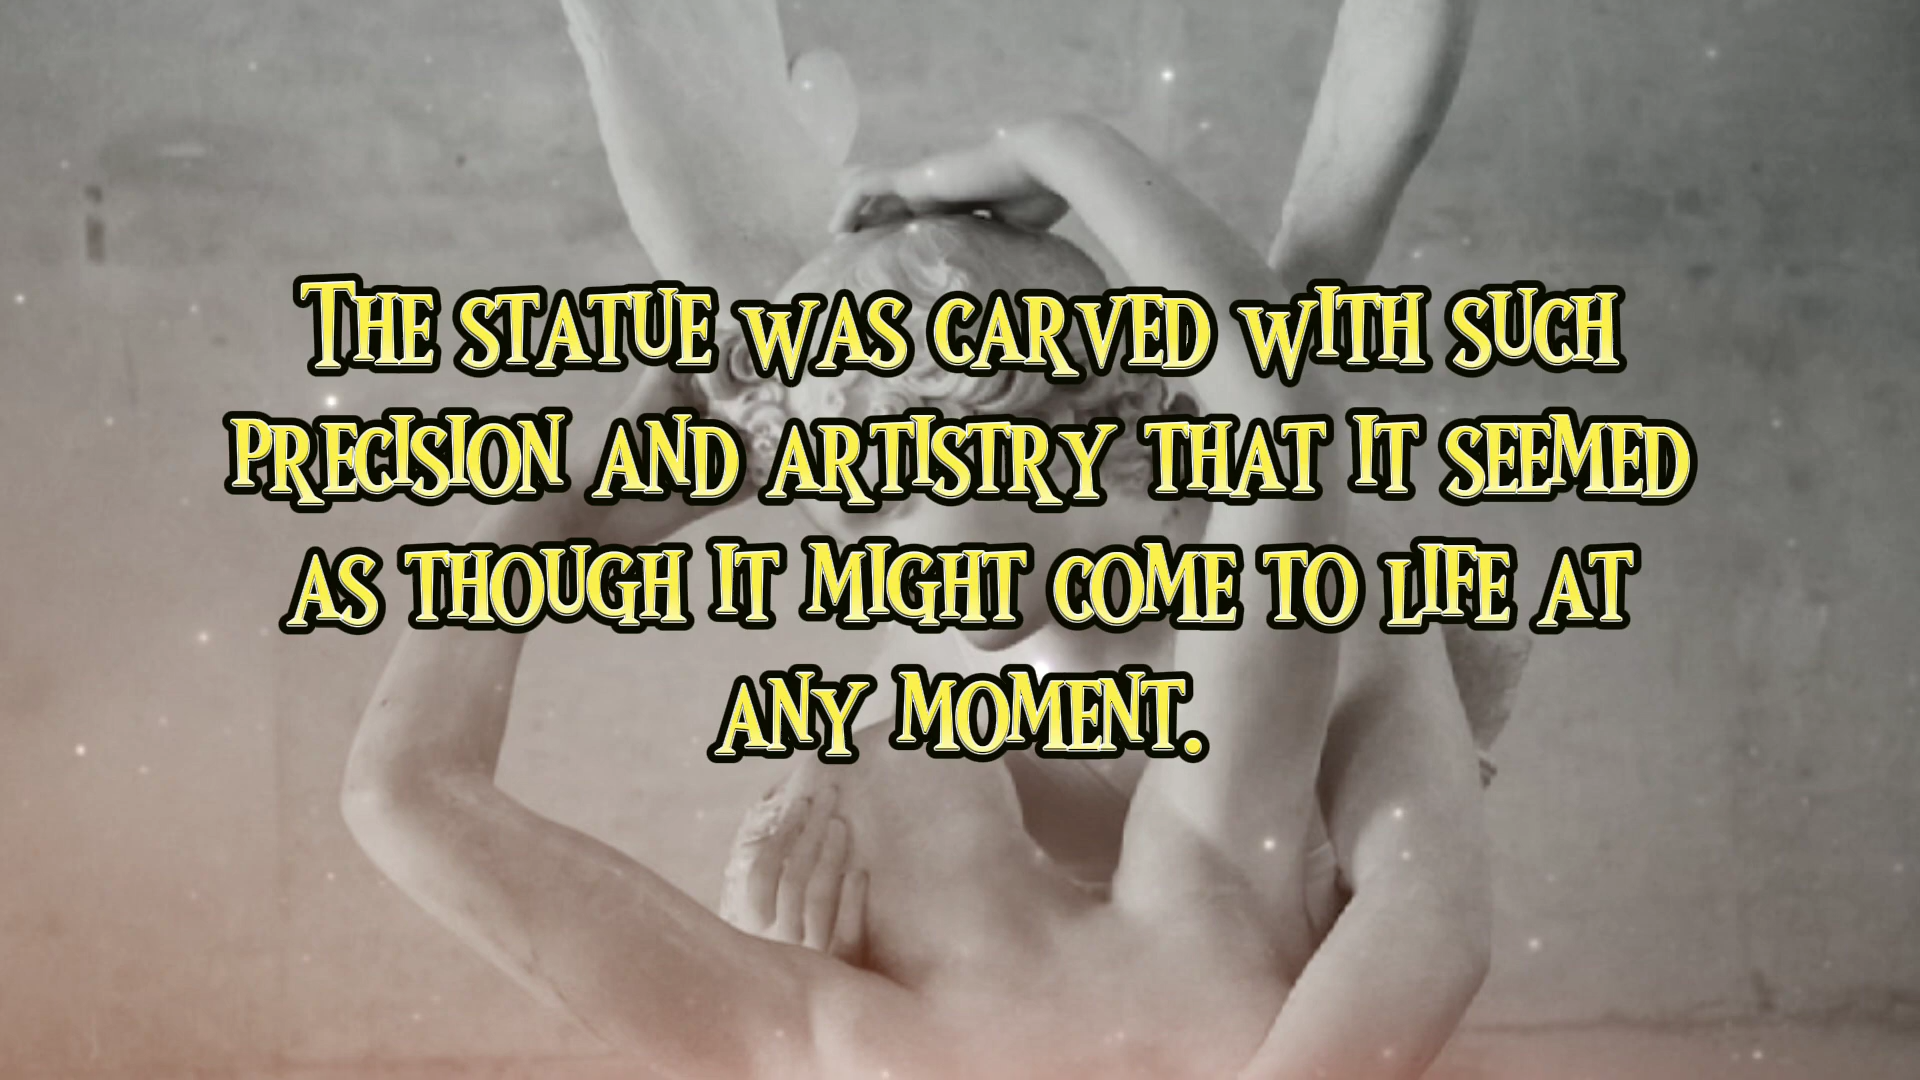 The statue was carved with such
precision and artistry that it seemed
as though it might come to life at
any moment.